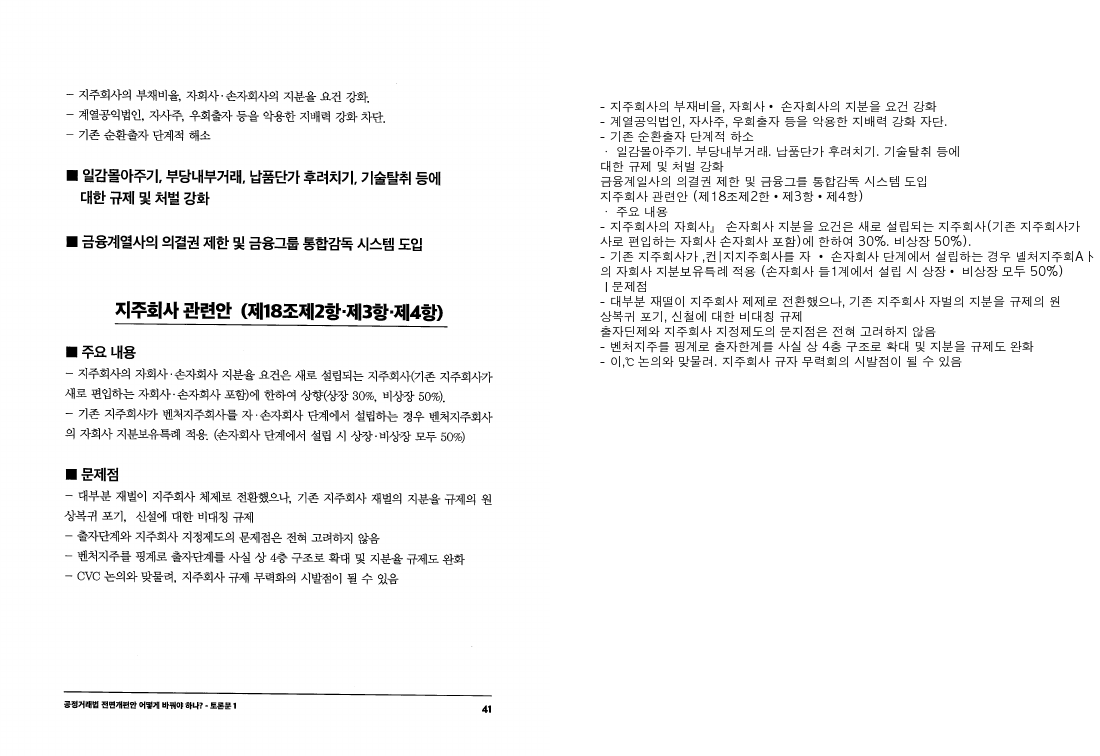 – 지주회사의 부채비율, 자회사·손자회사의 지분율 요건 강화.
– 계열공익법인, 자사주, 우회출자 등을 악용한 지배력 강화 차단.
– 기존 순환출자 단계적 해소
■ 일감몰아주기, 부당내부거래, 납품단가 후려치기, 기술탈취 등에
대한 규제 및 처벌 강화
■ 금융계열사의 의결권 제한 및 금융그룹 통합감독 시스템 도입
지주회사 관련안 (제18조제2항·제3항·제4항)
■ 주요 내용
– 지주회사의 자회사·손자회사 지분율 요건은 새로 설립되는 지주회사(기존 지주회사가
새로 편입하는 자회사·손자회사 포함)에 한하여 상향(상장 30%, 비상장 50%).
– 기존 지주회사가 벤처지주회사를 자·손자회사 단계에서 설립하는 경우 벤처지주회사
의 자회사 지분보유특례 적용. (손자회사 단계에서 설립 시 상장·비상장 모두 50%)
■ 문제점
– 대부분 재벌이 지주회사 체제로 전환했으나, 기존 지주회사 재벌의 지분율 규제의 원
상복귀 포기, 신설에 대한 비대칭 규제
– 출자단계와 지주회사 지정제도의 문제점은 전혀 고려하지 않음
– 벤처지주를 핑계로 출자단계를 사실 상 4층 구조로 확대 및 지분율 규제도 완화
– CVC 논의와 맞물려, 지주회사 규제 무력화의 시발점이 될 수 있음
공정거래법 전면개편안 어떻게 바꿔야 하나? - 토론문 1
41
- 지주회사의 부재비을, 자회사 • 손자회사의 지분을 요건 강화
- 계열공익법인, 자사주, 우회출자 등을 악용한 지배력 강화 자단.
- 기존 순환출자 단계적 하소
· 일감몰아주기. 부당내부거래. 납품단가 후려치기. 기술탈취 등에
대한 규제 및 처벌 강화
금융계일사의 의결권 제한 및 금융그를 통합감독 시스템 도입
지주회사 관련안 (제18조제2한 • 제3항 • 제4항)
· 주요 내용
- 지주회사의 자회사』 손자회사 지분을 요건은 새로 설립되는 지주회사(기존 지주회사가
사로 편입하는 자회사 손자회사 포함)에 한하여 30%. 비상장 50%).
- 기존 지주회사가 ,컨|지지주회사를 자 • 손자회사 단계에서 설립하는 경우 넬처지주회Aㅏ
의 자회사 지분보유특례 적용 (손자회사 들1계에서 설립 시 상장 • 비상장 모두 50%)
ㅣ문제점
- 대부분 재떨이 지주회사 제제로 전환했으나, 기존 지주회사 자벌의 지분을 규제의 원
상복귀 포기, 신철에 대한 비대칭 규제
출자딘제와 지주회사 지정제도의 문지점은 전혀 고려하지 않음
- 벤처지주를 핑계로 출자한계를 사실 상 4층 구조로 확대 및 지분을 규제도 완화
- 이,℃ 논의와 맞물려. 지주회사 규자 무력회의 시발점이 될 수 있음